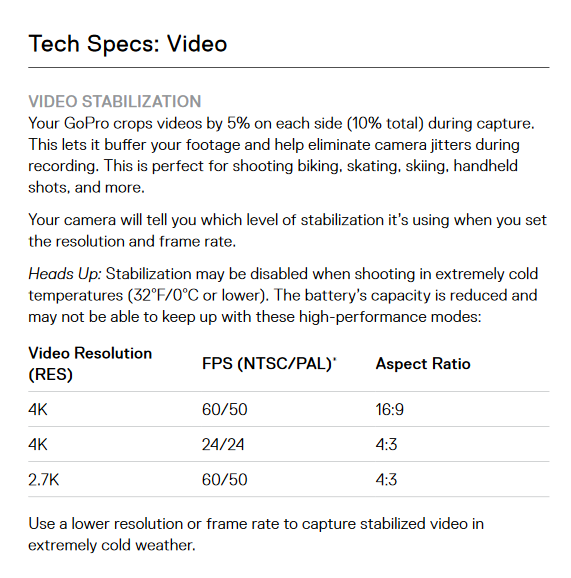 Tech Specs: Video
VIDEO STABILIZATION
Your GoPro crops videos by 5% on each side (10% total) during capture.
This lets it buffer your footage and help eliminate camera jitters during
recording. This is perfect for shooting biking, skating, skiing, handheld
shots, and more.
Your camera will tell you which level of stabilization it's using when you set
the resolution and frame rate.
Heads Up: Stabilization may be disabled when shooting in extremely cold
temperatures (32°F/0°C or lower). The battery's capacity is reduced and
may not be able to keep up with these high-performance modes:
Video Resolution
(RES)
FPS (NTSC/PAL)*
Aspect Ratio
4K 60/50 16:9
4K 24/24 4:3
2.7K 60/50 4:3
Use a lower resolution or frame rate to capture stabilized video in
extremely cold weather.